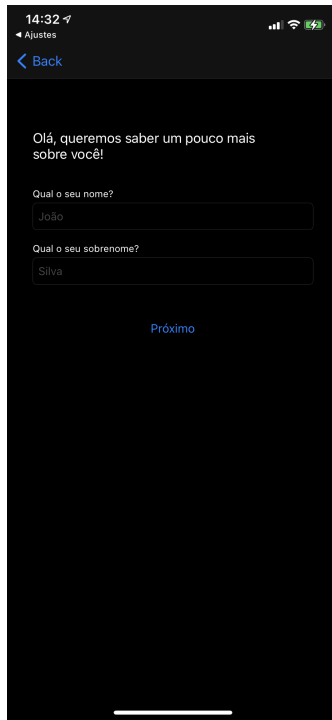 14:32
Ajustes
Back
Olá, queremos saber um pouco mais
sobre você!
Qual o seu nome?
João
Qual o seu sobrenome?
Silva
Próximo